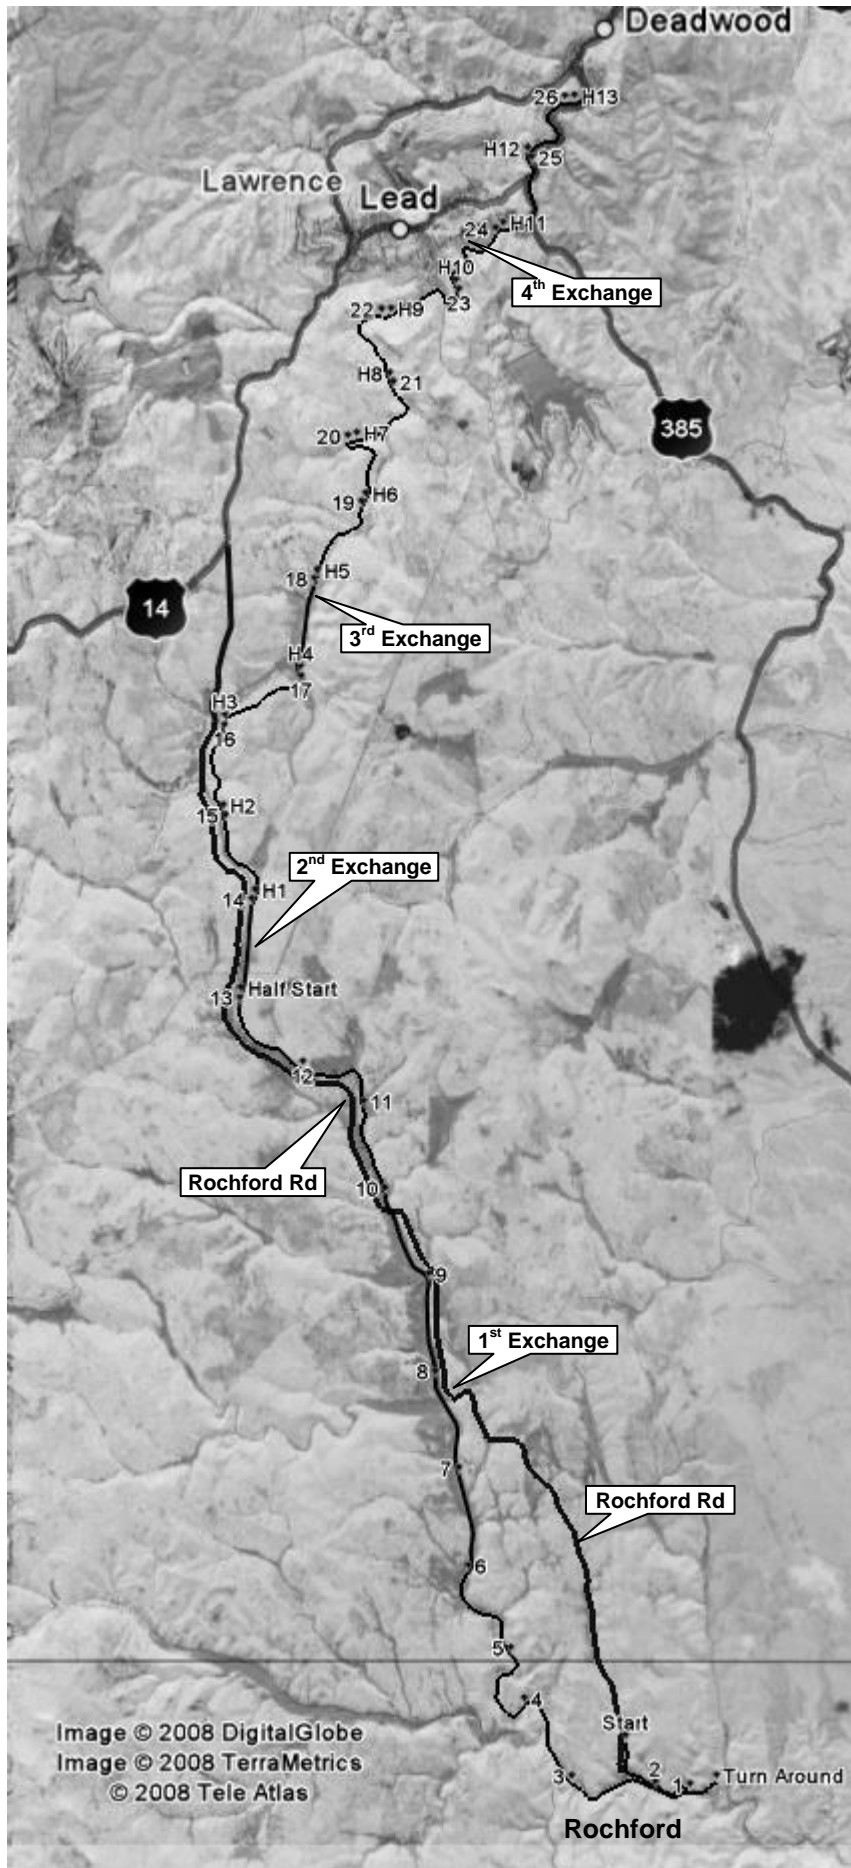 Deadwood
26 H13
H12
25
Lawrence
Lead
24 H11
H10
4th Exchange
23
22 H9
H8
21
385
20 H7
H6
19
H5
18
14
3rd Exchange
H4
17
H3
16
H2
15
2nd Exchange
H1
14
Half Start
13
12
11
Rochford Rd
10
9
1st Exchange
8
7
Rochford Rd
6
5
4
Start
Image © 2008 DigitalGlobe
Image © 2008 TerraMetrics
© 2008 Tele Atlas
3
2
1
Turn Around
Rochford